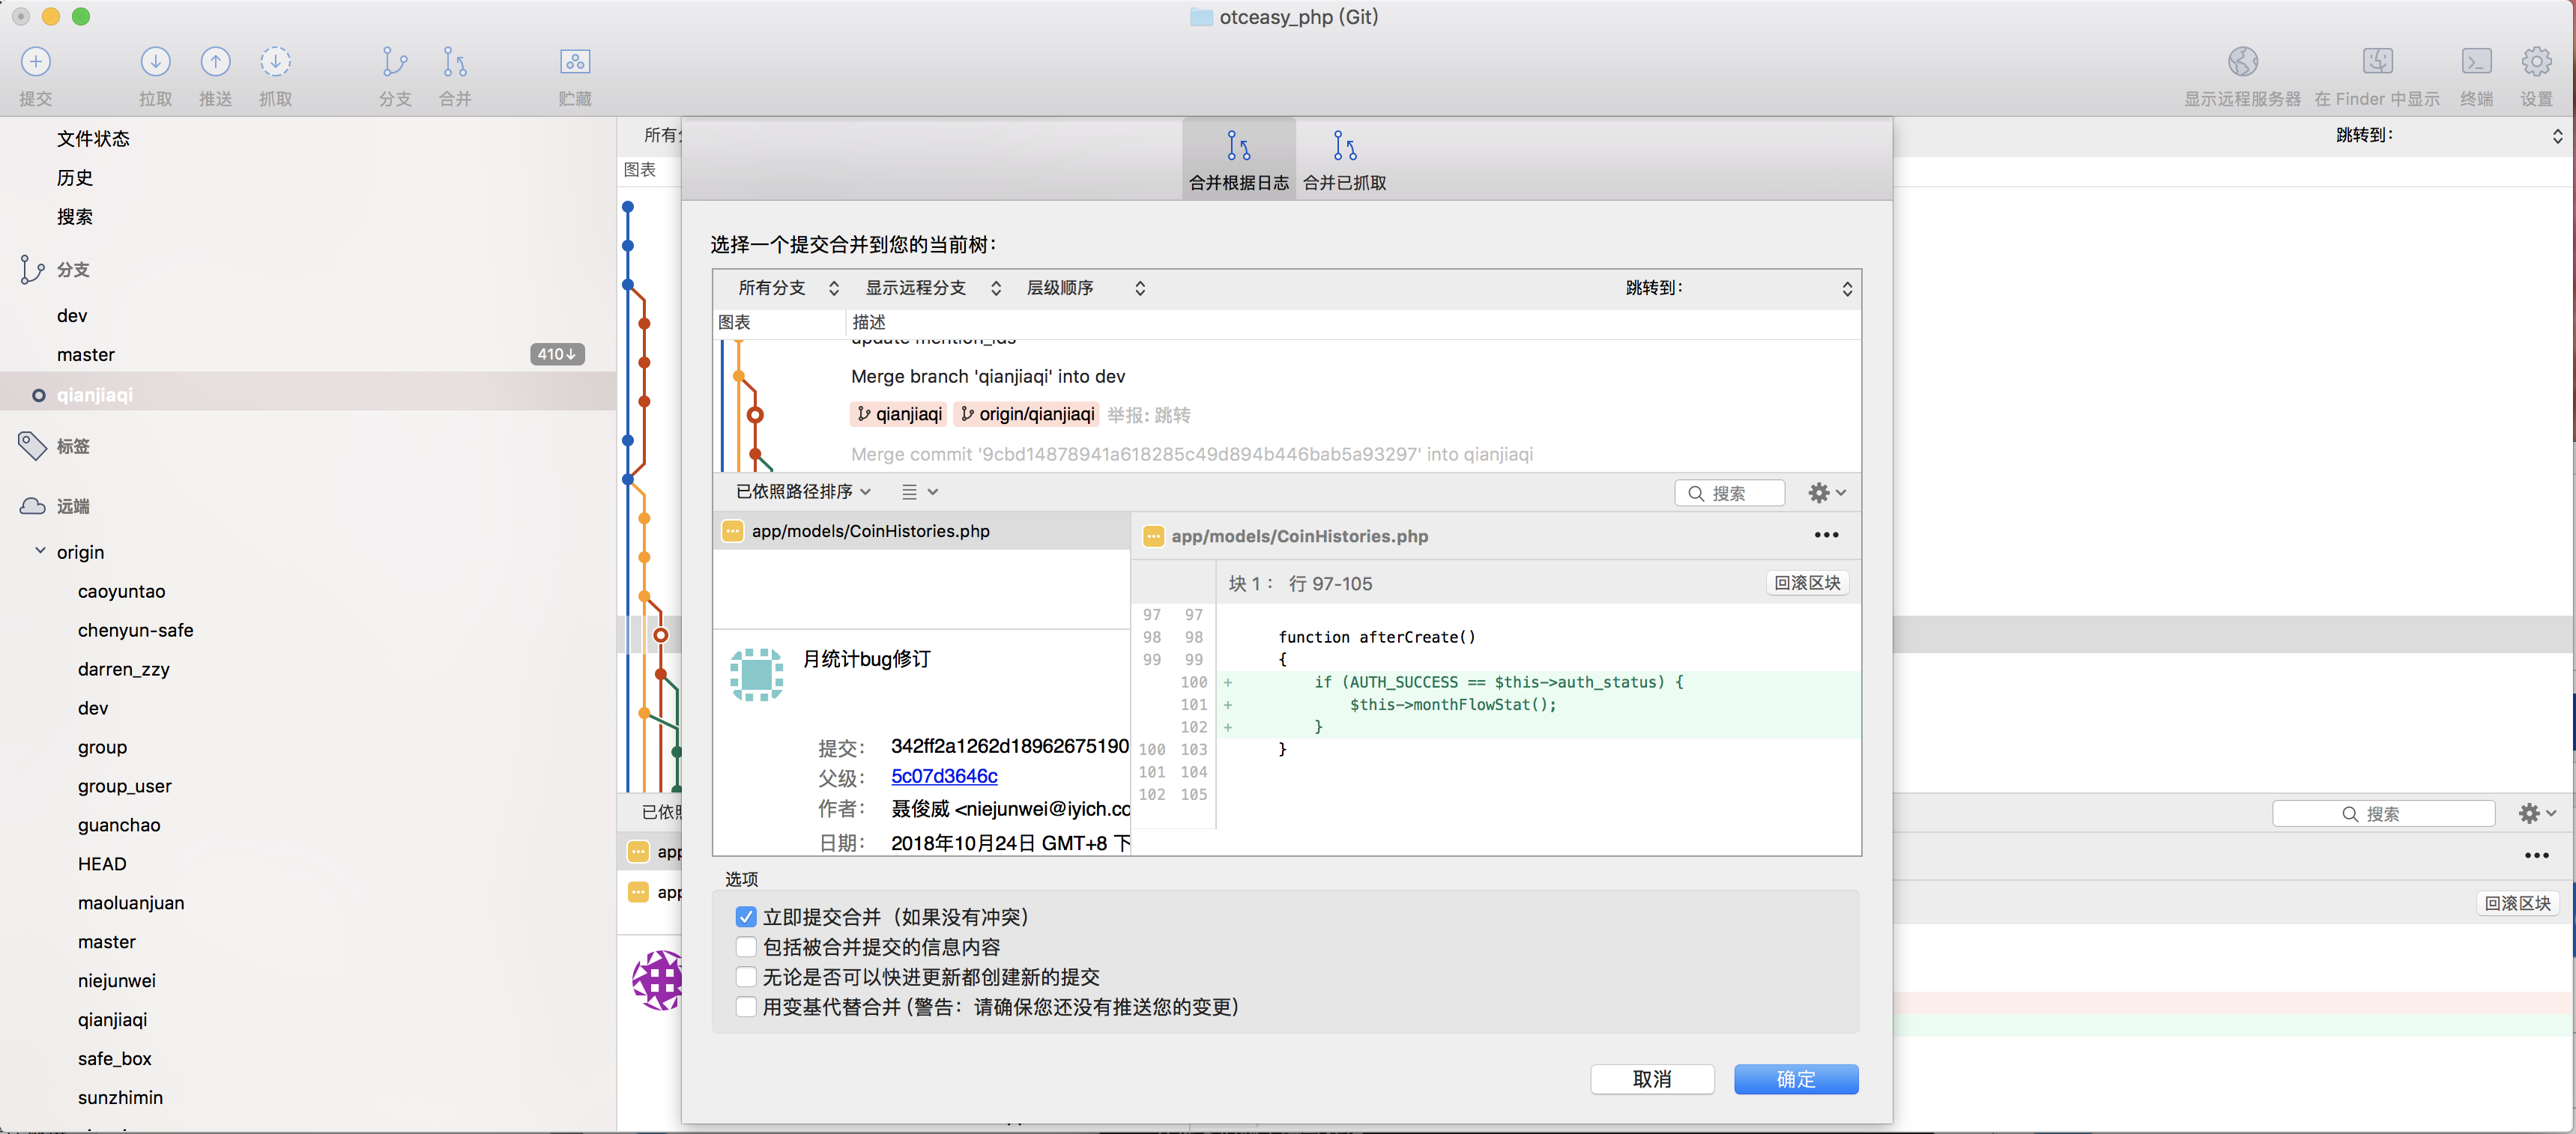 otceasy_php (Git)
提交
拉取
推送
抓取
分支
合并
贮藏
显示远程服务器
在 Finder 中显示
终端
设置
文件状态
历史
搜索
分支
dev
master
410↓
qianjiaqi
标签
远端
origin
caoyuntao
chenyun-safe
darren_zzy
dev
group
group_user
guanchao
HEAD
maoluanjuan
master
niejunwei
qianjiaqi
safe_box
sunzhimin
所有
图表
跳转到：
合并根据日志
合并已抓取
选择一个提交合并到您的当前树：
所有分支
显示远程分支
层级顺序
跳转到：
图表
描述
update mention_ids
Merge branch 'qianjiaqi' into dev
qianjiaqi
origin/qianjiaqi
举报: 跳转
Merge commit '9cbd14878941a618285c49d894b446bab5a93297' into qianjiaqi
已依照路径排序
搜索
app/models/CoinHistories.php
app/models/CoinHistories.php
块 1： 行 97-105
回滚区块
97 97
98 98 function afterCreate()
99 99 {
100 + if (AUTH_SUCCESS == $this->auth_status) {
101 + $this->monthFlowStat();
102 + }
100 103 }
101 104
102 105
月统计bug修订
提交： 342ff2a1262d18962675190
父级： 5c07d3646c
作者： 聂俊威 <niejunwei@iyich.co
日期： 2018年10月24日 GMT+8 下
选项
立即提交合并（如果没有冲突）
包括被合并提交的信息内容
无论是否可以快进更新都创建新的提交
用变基代替合并(警告：请确保您还没有推送您的变更)
取消
确定
已依
app
app
搜索
回滚区块